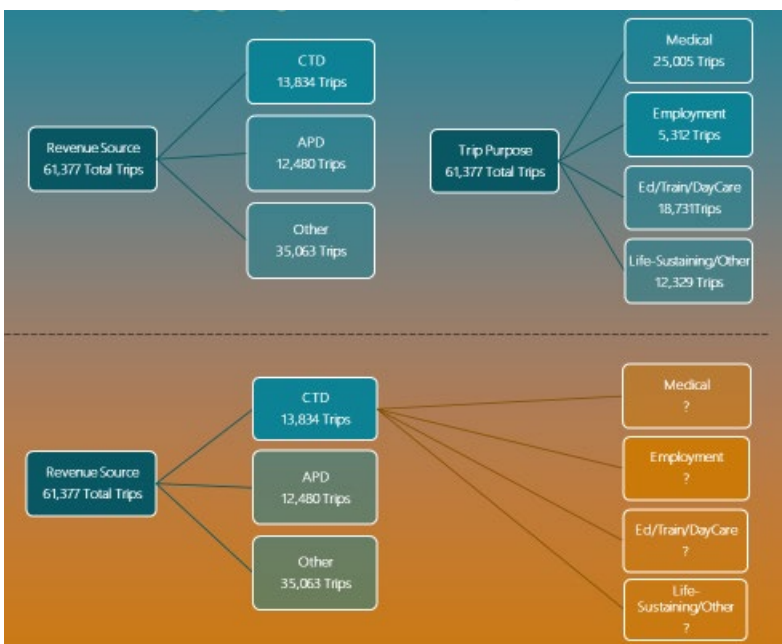 CTD
13,834 Trips
Revenue Source
61,377 Total Trips
APD
12,480 Trips
Other
35,063 Trips
Medical
25,005 Trips
Employment
5,312 Trips
Trip Purpose
61,377 Total Trips
Ed/Train/DayCare
18,731Trips
Life-Sustaining/Other
12,329 Trips
CTD
13,834 Trips
Revenue Source
61,377 Total Trips
APD
12,480 Trips
Other
35,063 Trips
Medical
?
Employment
?
Ed/Train/DayCare
?
Life-
Sustaining/Other
?